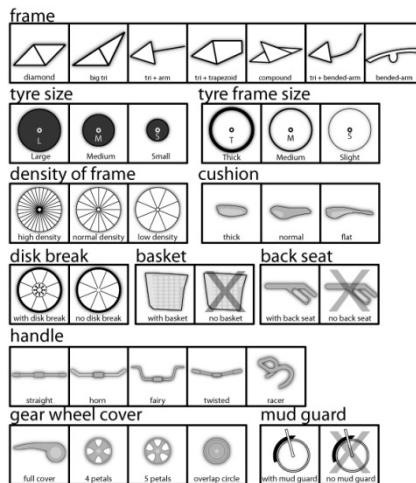 frame
diamond big tri tri + arm tri + trapezoid compound tri + bended-arm bended-arm
tyre size tyre frame size
L M S T M S
Large Medium Small Thick Medium Slight
density of frame cushion
high density normal density low density thick normal flat
disk break basket back seat
with disk break no disk break with basket no basket with back seat no back seat
handle
straight horn fairy twisted racer
gear wheel cover mud guard
full cover 4 petals 5 petals overlap circle with mud guard no mud guard